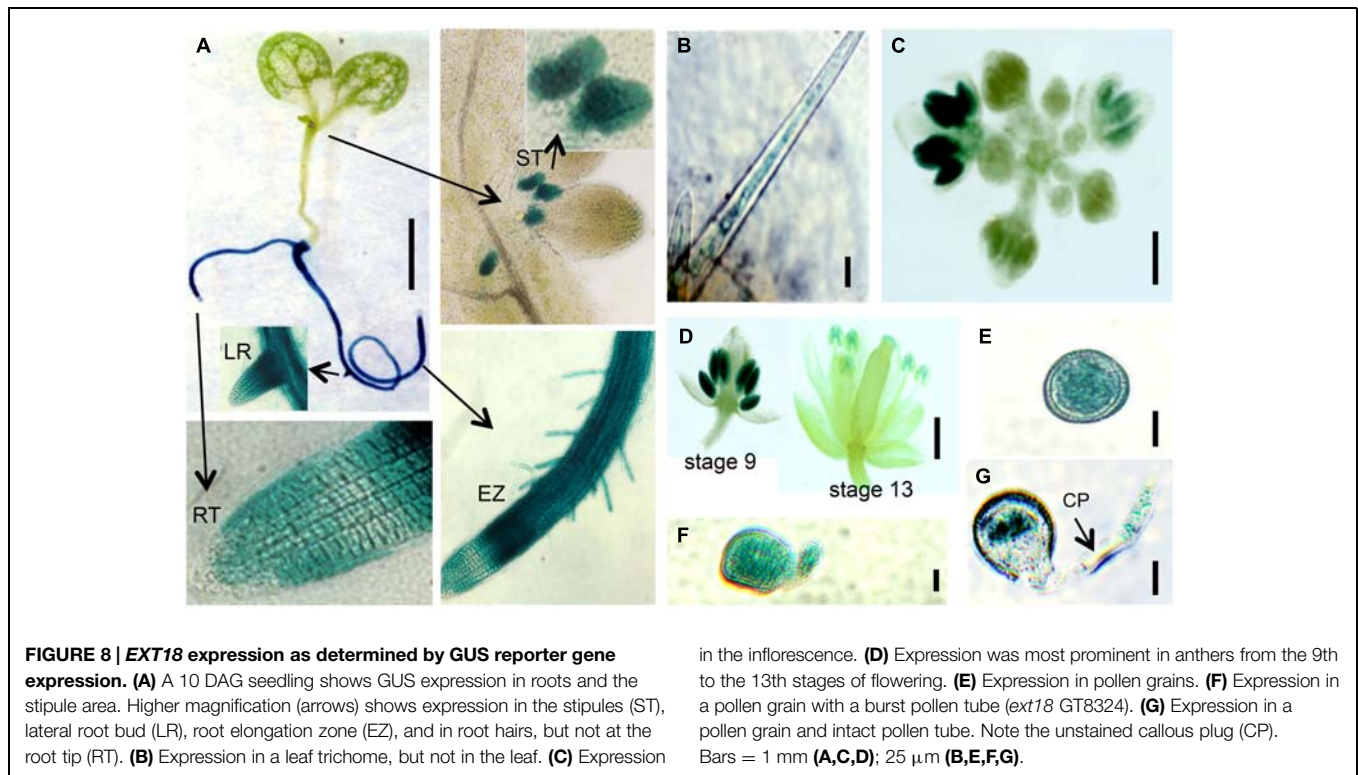 A
B
C
ST
LR
D
E
stage 9
stage 13
EZ
RT
G
CP
F
FIGURE 8 | EXT18 expression as determined by GUS reporter gene
expression. (A) A 10 DAG seedling shows GUS expression in roots and the
stipule area. Higher magnification (arrows) shows expression in the stipules (ST),
lateral root bud (LR), root elongation zone (EZ), and in root hairs, but not at the
root tip (RT). (B) Expression in a leaf trichome, but not in the leaf. (C) Expression
in the inflorescence. (D) Expression was most prominent in anthers from the 9th
to the 13th stages of flowering. (E) Expression in pollen grains. (F) Expression in
a pollen grain with a burst pollen tube (ext18 GT8324). (G) Expression in a
pollen grain and intact pollen tube. Note the unstained callous plug (CP).
Bars = 1 mm (A,C,D); 25 μm (B,E,F,G).